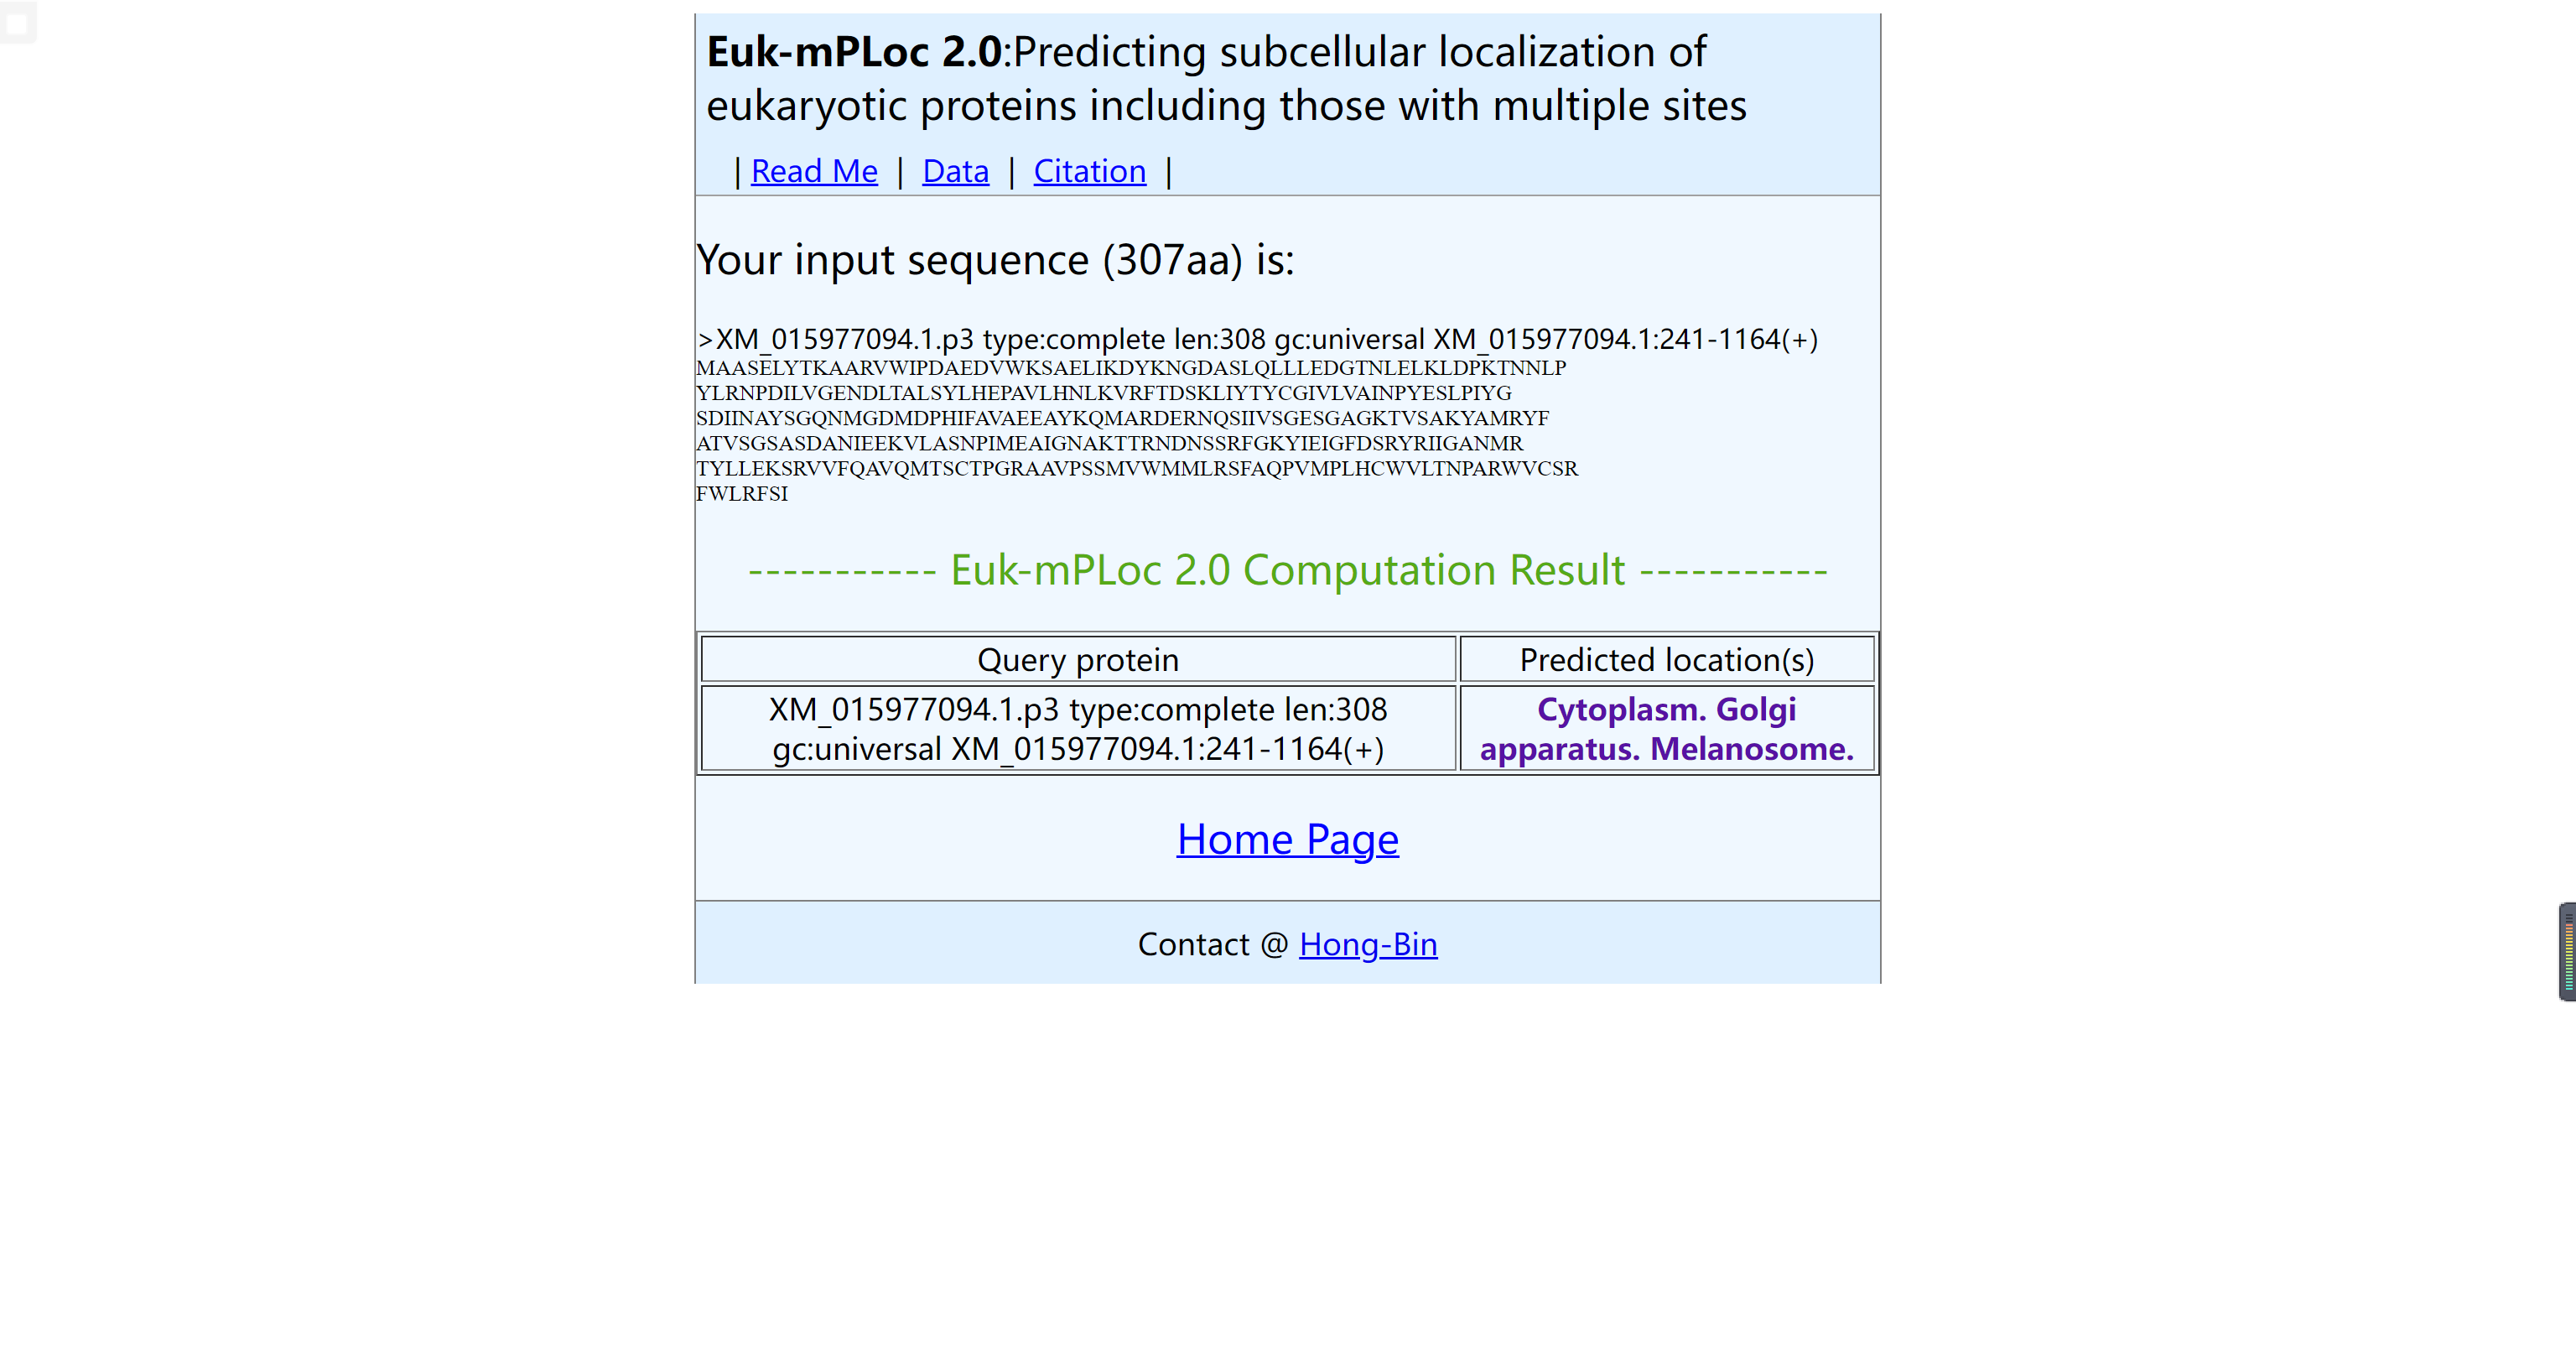 Euk-mPLoc 2.0:Predicting subcellular localization of
eukaryotic proteins including those with multiple sites
| Read Me | Data | Citation |
Your input sequence (307aa) is:
>XM_015977094.1.p3 type:complete len:308 gc:universal XM_015977094.1:241-1164(+)
MAASELYTKAARVWIPDAEDVWKSAELIKDYKNGDASLQLLLEDGTNLELKLDPKTNNLP
YLRNPDILVGENDLTALSYLHEPAVLHNLKVRFTDSKLIYTYCGIVLVAINPYESLPIYG
SDIINAYSGQNMGDMDPHIFAVAEEAYKQMARDERNQSIIVSGESGAGKTVSAKYAMRYF
ATVSGSASDANIEEKVLASNPIMEAIGNAKTTRNDNSSRFGKYIEIGFDSRYRIIGANMR
TYLLEKSRVVFQAVQMTSCTPGRAAVPSSMVWMMLRSFAQPVMPLHCWVLTNPARWVCSR
FWLRFSI
----------- Euk-mPLoc 2.0 Computation Result -----------
Query protein Predicted location(s)
XM_015977094.1.p3 type:complete len:308 Cytoplasm. Golgi
gc:universal XM_015977094.1:241-1164(+) apparatus. Melanosome.
Home Page
Contact @ Hong-Bin